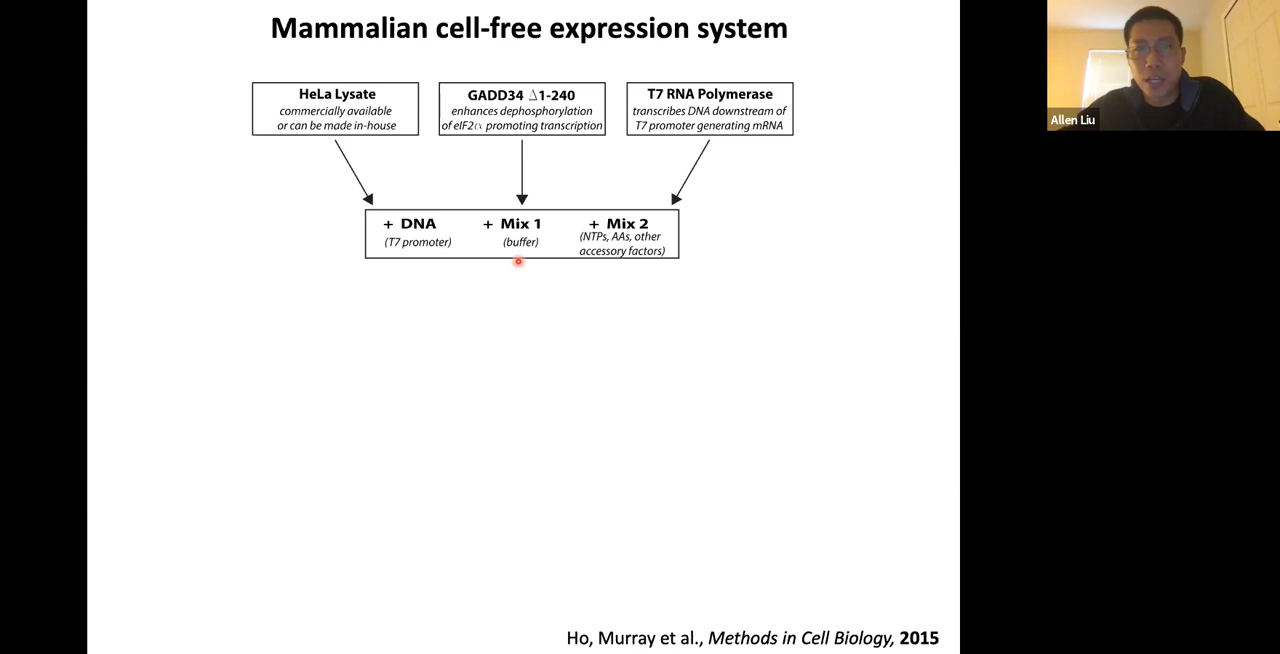 Mammalian cell-free expression system
HeLa Lysate
commercially available
or can be made in-house
GADD34 Δ1-240
enhances dephosphorylation
of eIF2α promoting transcription
T7 RNA Polymerase
transcribes DNA downstream of
T7 promoter generating mRNA
+ DNA
(T7 promoter)
+ Mix 1
(buffer)
+ Mix 2
(NTPs, AAs, other
accessory factors)
Ho, Murray et al., Methods in Cell Biology, 2015
Allen Liu